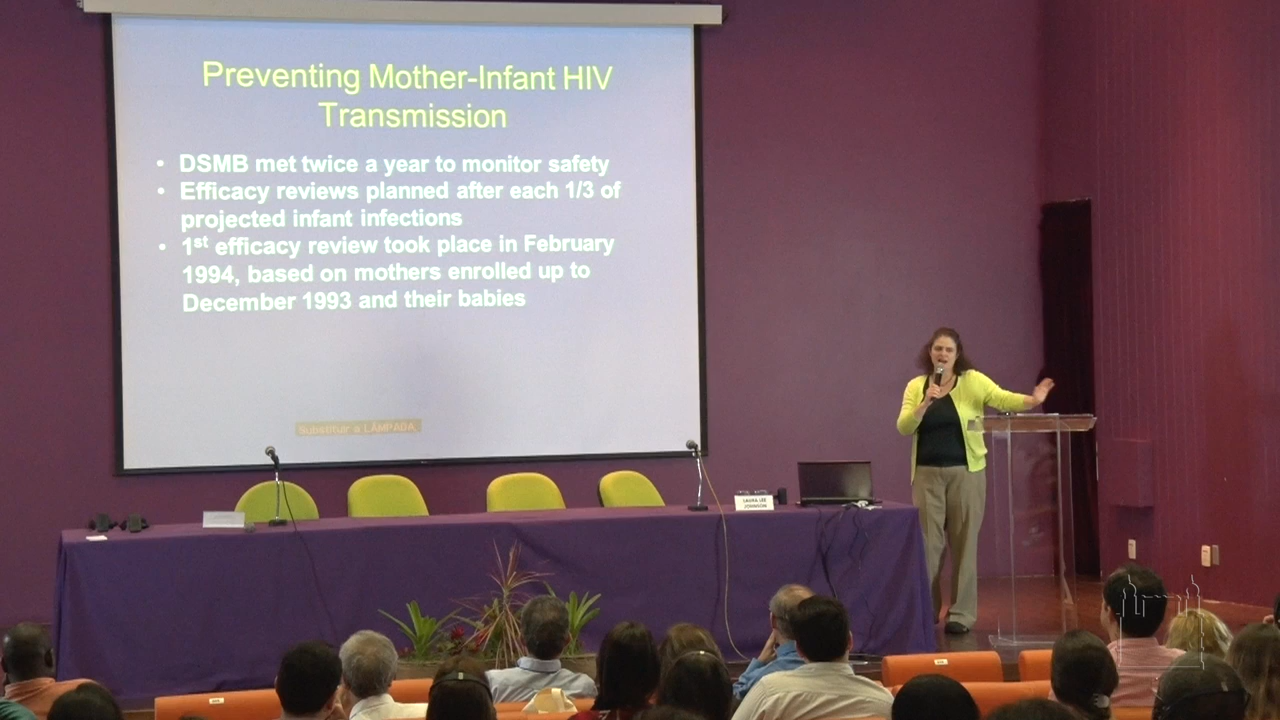 Preventing Mother-Infant HIV
Transmission
• DSMB met twice a year to monitor safety
• Efficacy reviews planned after each 1/3 of
projected infant infections
• 1st efficacy review took place in February
1994, based on mothers enrolled up to
December 1993 and their babies
Substituir a LÂMPADA
LAURA LEE
JOHNSON